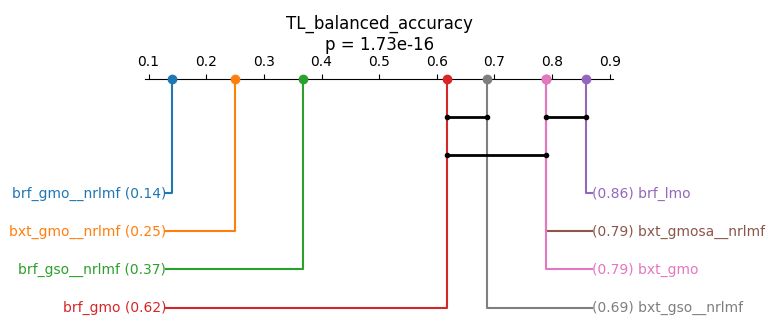 TL_balanced_accuracy
p = 1.73e-16
0.1 0.2 0.3 0.4 0.5 0.6 0.7 0.8 0.9
brf_gmo__nrlmf (0.14) (0.86) brf_lmo
bxt_gmo__nrlmf (0.25) (0.79) bxt_gmosa__nrlmf
brf_gso__nrlmf (0.37) (0.79) bxt_gmo
brf_gmo (0.62) (0.69) bxt_gso__nrlmf